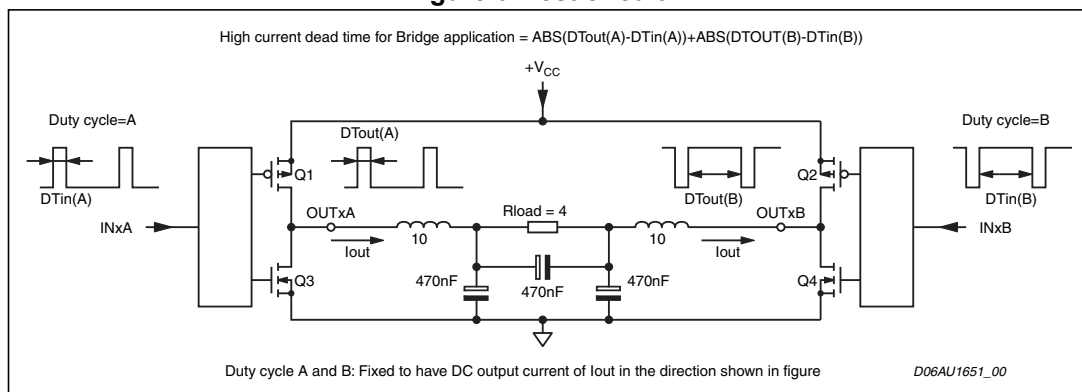 High current dead time for Bridge application = ABS(DTout(A)-DTin(A))+ABS(DTOUT(B)-DTin(B))
+VCC
Duty cycle=A
DTout(A)
Duty cycle=B
Q1
Q2
DTin(A)
DTout(B)
DTin(B)
INxA
OUTxA
Rload = 4
OUTxB
INxB
10
10
Iout
Iout
Q3
470nF
470nF
470nF
Q4
Duty cycle A and B: Fixed to have DC output current of Iout in the direction shown in figure
D06AU1651_00